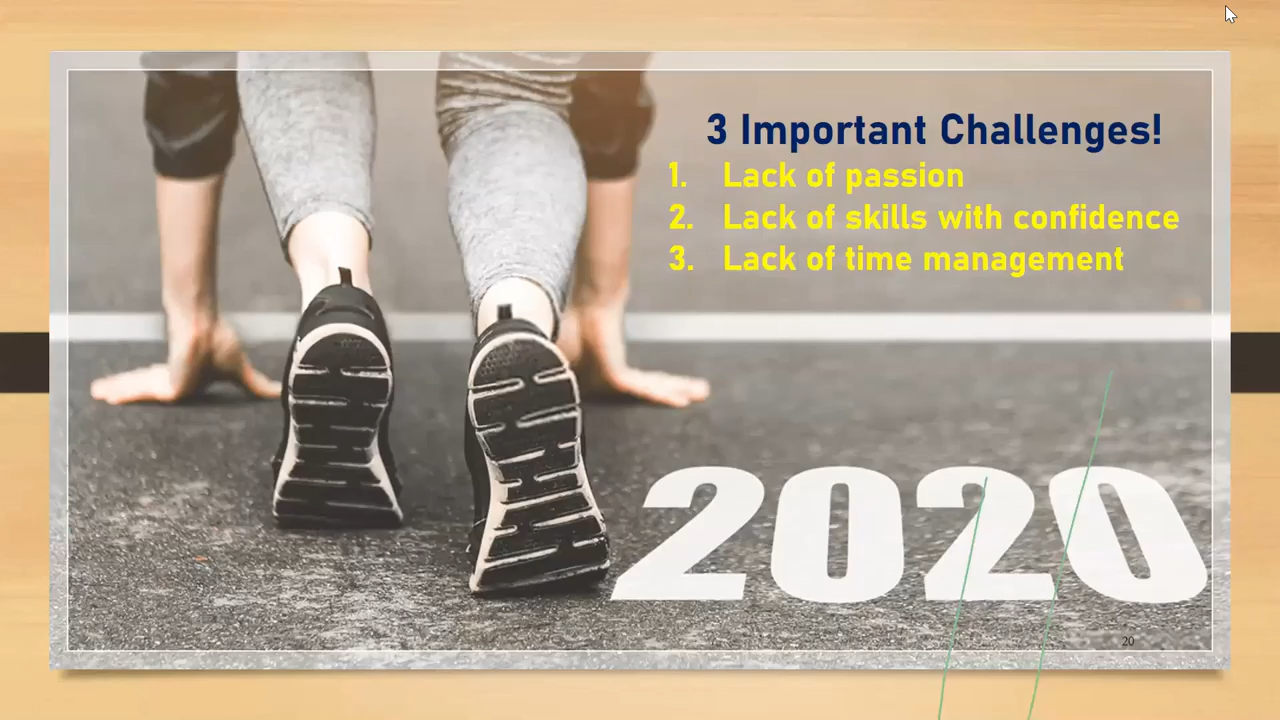 3 Important Challenges!
1. Lack of passion
2. Lack of skills with confidence
3. Lack of time management
2020
20